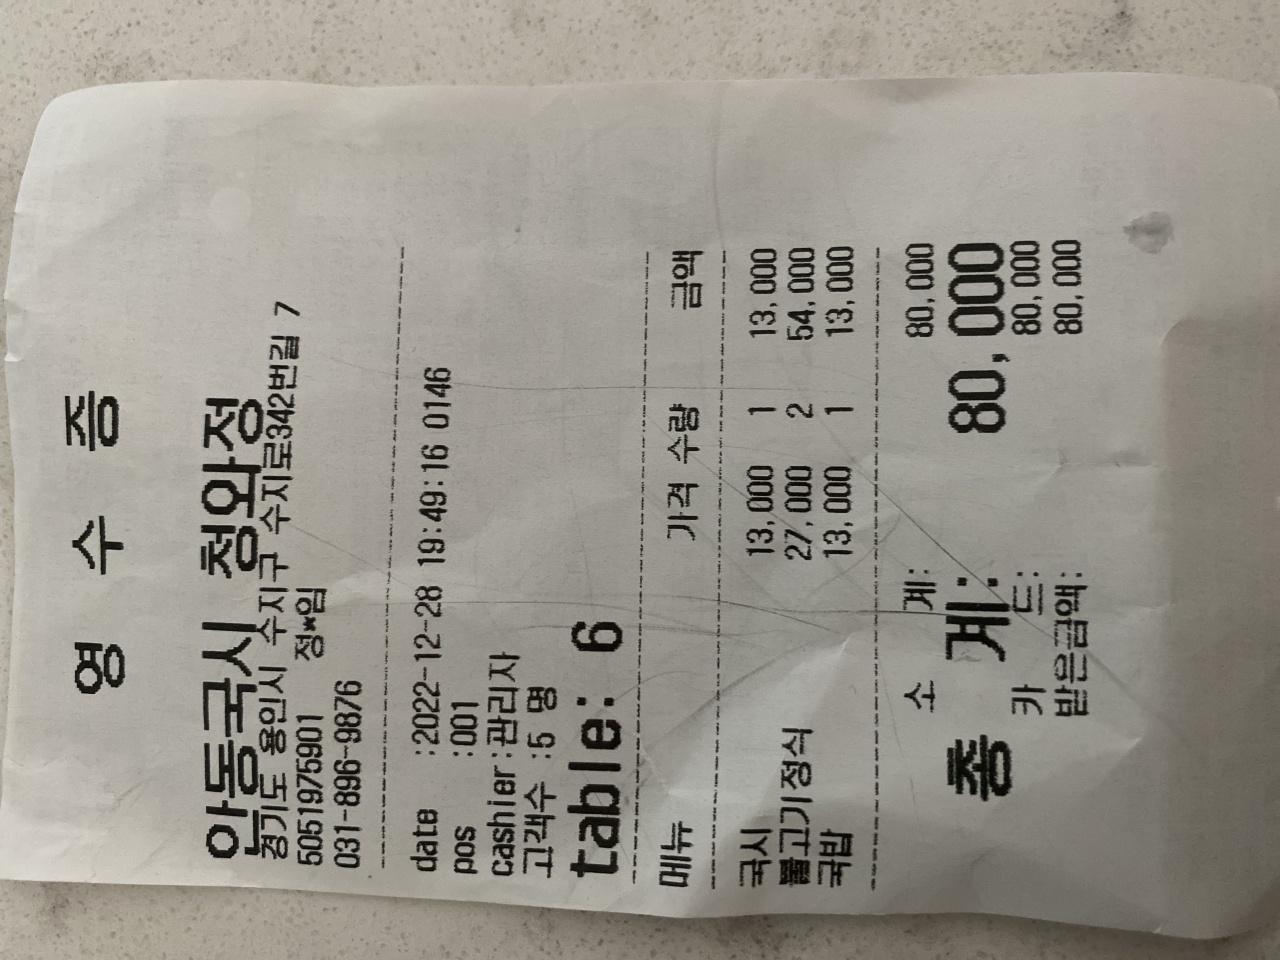 영 수 증
안동국시 청와정
경기도 용인시 수지구 수지로342번길 7
5051975901 정*임
031-896-9876
date :2022-12-28 19:49:16 0146
pos :001
cashier:관리자
고객수 :5 명
table: 6
메뉴 가격 수량 금액
국시 13,000 1 13,000
불고기정식 27,000 2 54,000
국밥 13,000 1 13,000
소 계: 80,000
총 계: 80,000
카 드: 80,000
받은금액: 80,000